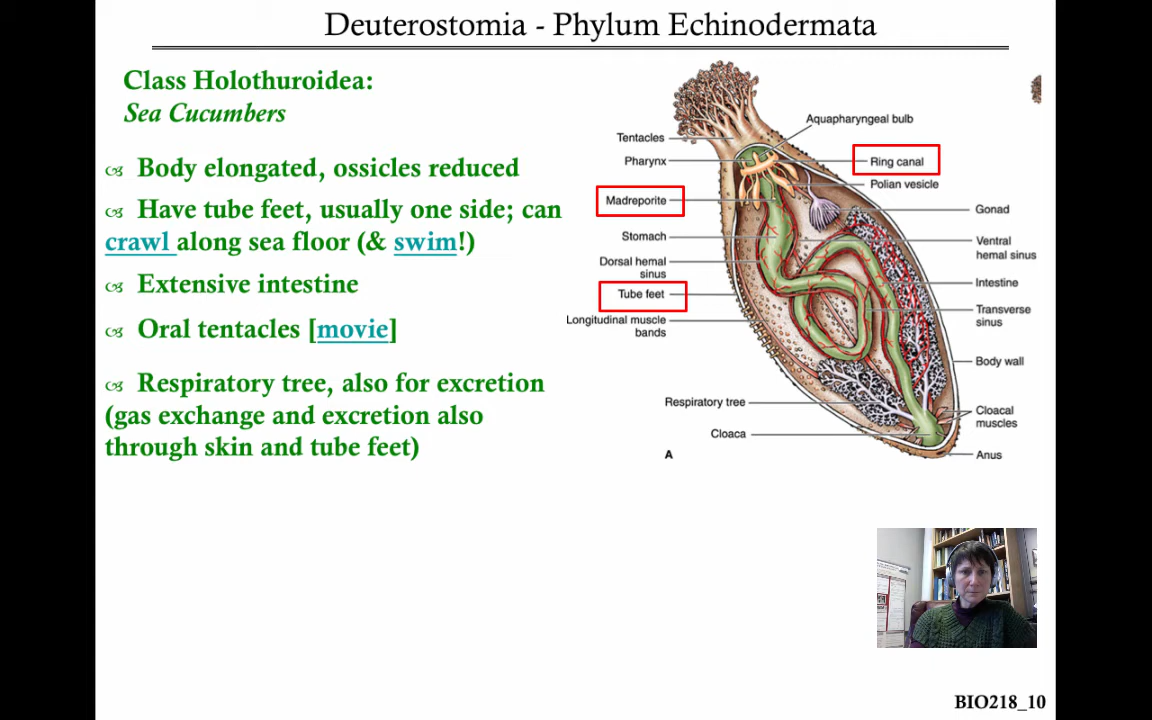 Deuterostomia - Phylum Echinodermata
Class Holothuroidea:
Sea Cucumbers
Body elongated, ossicles reduced
Have tube feet, usually one side; can
crawl along sea floor (& swim!)
Extensive intestine
Oral tentacles [movie]
Respiratory tree, also for excretion
(gas exchange and excretion also
through skin and tube feet)
Tentacles
Pharynx
Madreporite
Stomach
Dorsal hemal
sinus
Tube feet
Longitudinal muscle
bands
Respiratory tree
Cloaca
A
Aquapharyngeal bulb
Ring canal
Polian vesicle
Gonad
Ventral
hemal sinus
Intestine
Transverse
sinus
Body wall
Cloacal
muscles
Anus
BIO218_10